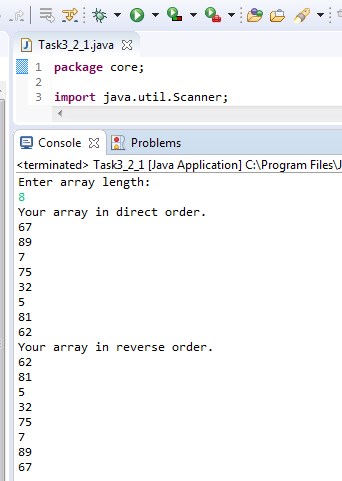 Task3_2_1.java
1 package core;
2
3 import java.util.Scanner;
Console Problems
<terminated> Task3_2_1 [Java Application] C:\Program Files\J
Enter array length:
8
Your array in direct order.
67
89
7
75
32
5
81
62
Your array in reverse order.
62
81
5
32
75
7
89
67